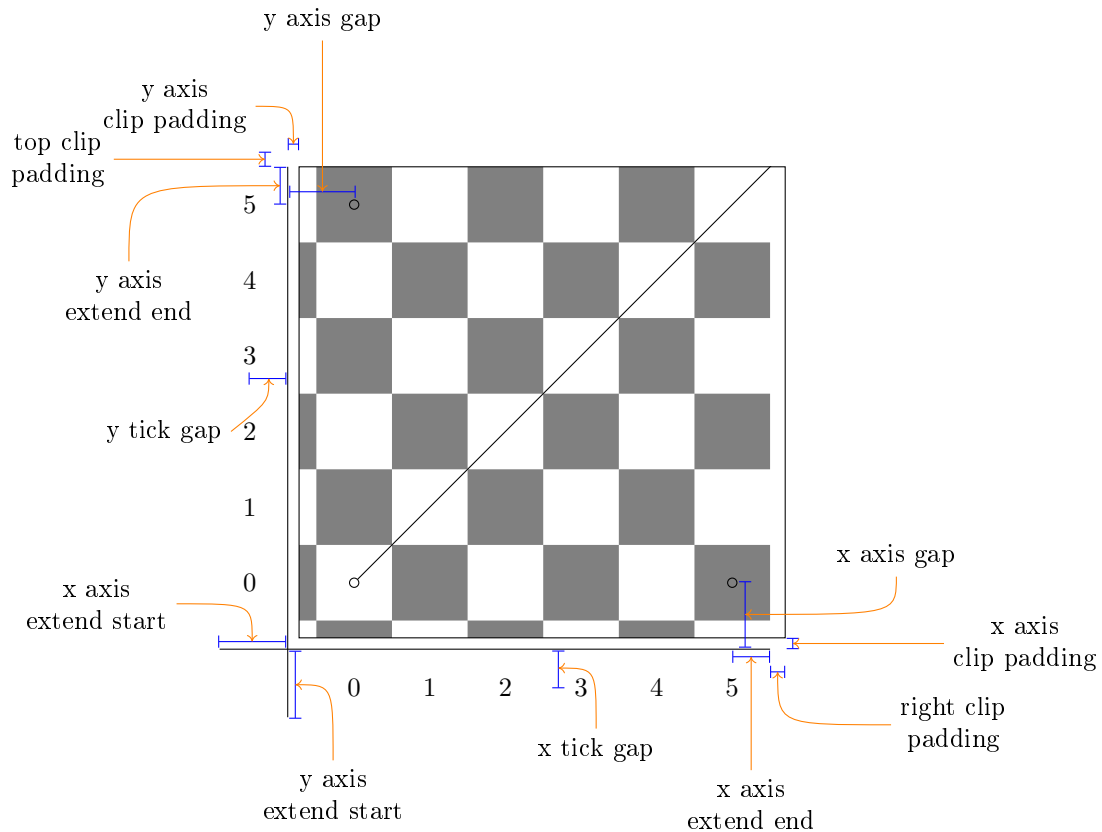 y axis gap
y axis
clip padding
top clip
padding
5
y axis
extend end
4
3
y tick gap
2
1
0
x axis gap
x axis
extend start
x axis
clip padding
0 1 2 3 4 5
right clip
padding
x tick gap
y axis
extend start
x axis
extend end